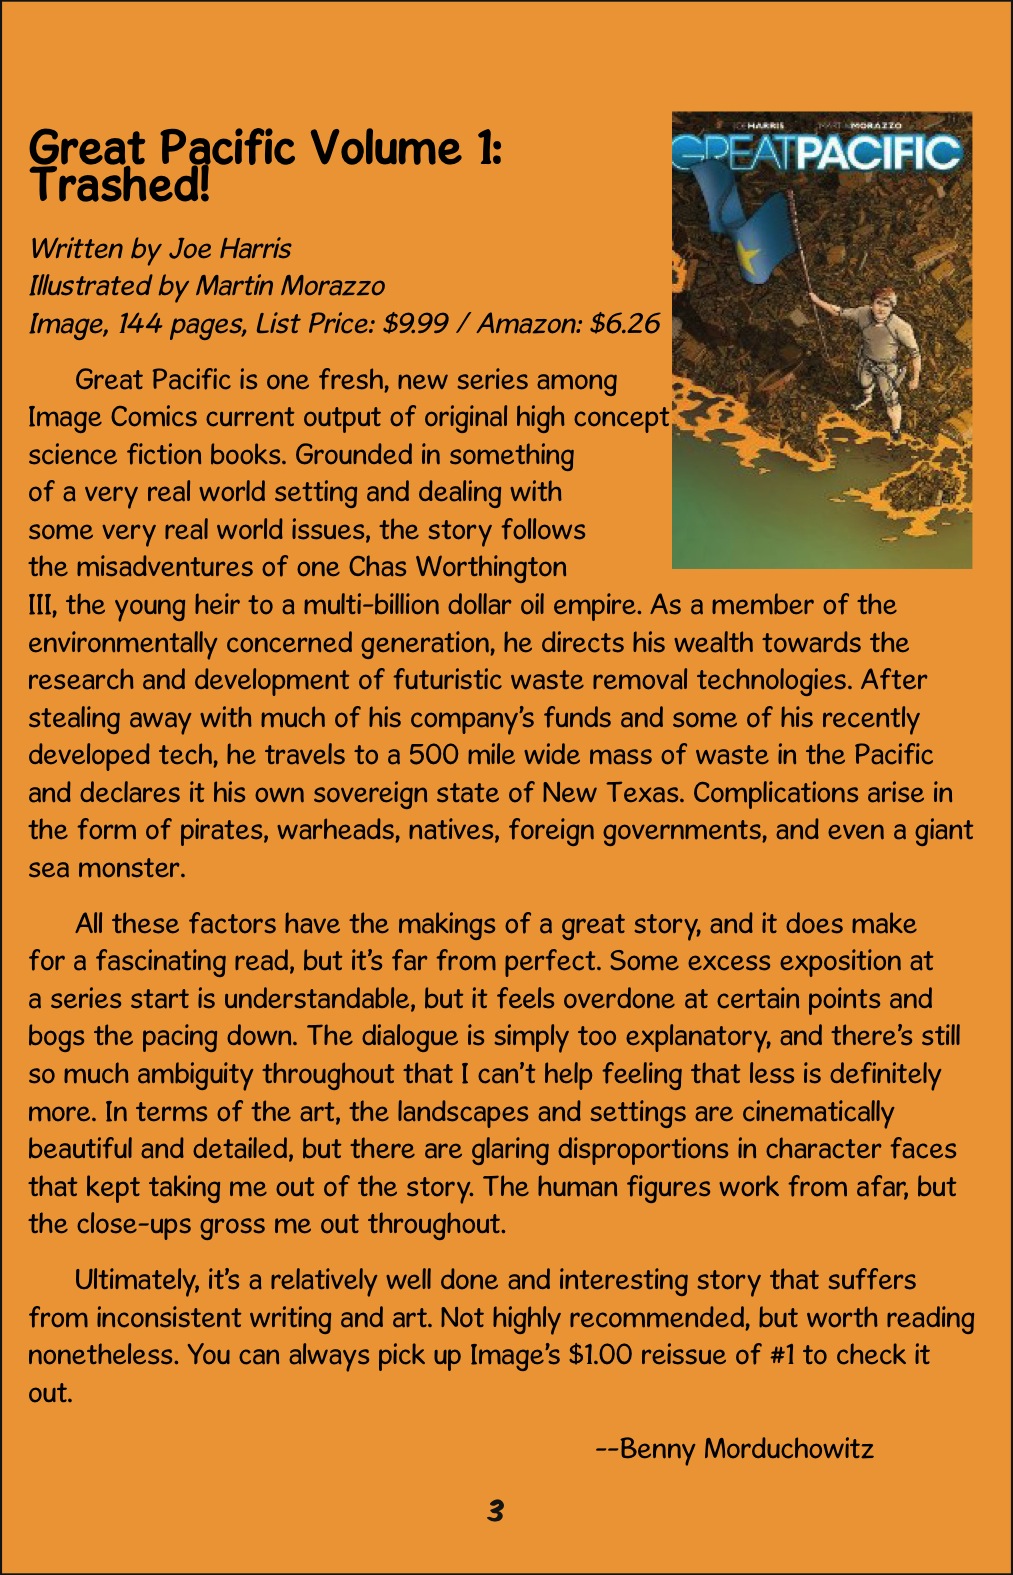 Great Pacific Volume 1:
Trashed!
JOE HARRIS MARTIN MORAZZO
GREAT PACIFIC
Written by Joe Harris
Illustrated by Martin Morazzo
Image, 144 pages, List Price: $9.99 / Amazon: $6.26
Great Pacific is one fresh, new series among
Image Comics current output of original high concept
science fiction books. Grounded in something
of a very real world setting and dealing with
some very real world issues, the story follows
the misadventures of one Chas Worthington
III, the young heir to a multi-billion dollar oil empire. As a member of the
environmentally concerned generation, he directs his wealth towards the
research and development of futuristic waste removal technologies. After
stealing away with much of his company's funds and some of his recently
developed tech, he travels to a 500 mile wide mass of waste in the Pacific
and declares it his own sovereign state of New Texas. Complications arise in
the form of pirates, warheads, natives, foreign governments, and even a giant
sea monster.
All these factors have the makings of a great story, and it does make
for a fascinating read, but it's far from perfect. Some excess exposition at
a series start is understandable, but it feels overdone at certain points and
bogs the pacing down. The dialogue is simply too explanatory, and there's still
so much ambiguity throughout that I can't help feeling that less is definitely
more. In terms of the art, the landscapes and settings are cinematically
beautiful and detailed, but there are glaring disproportions in character faces
that kept taking me out of the story. The human figures work from afar, but
the close-ups gross me out throughout.
Ultimately, it's a relatively well done and interesting story that suffers
from inconsistent writing and art. Not highly recommended, but worth reading
nonetheless. You can always pick up Image's $1.00 reissue of #1 to check it
out.
--Benny Morduchowitz
3